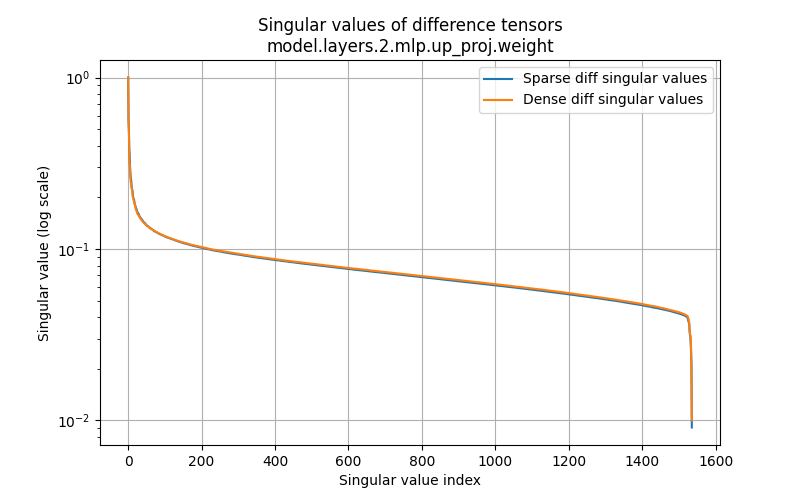 Singular values of difference tensors
model.layers.2.mlp.up_proj.weight
Sparse diff singular values
Dense diff singular values
Singular value (log scale)
10⁰
10⁻¹
10⁻²
0 200 400 600 800 1000 1200 1400 1600
Singular value index